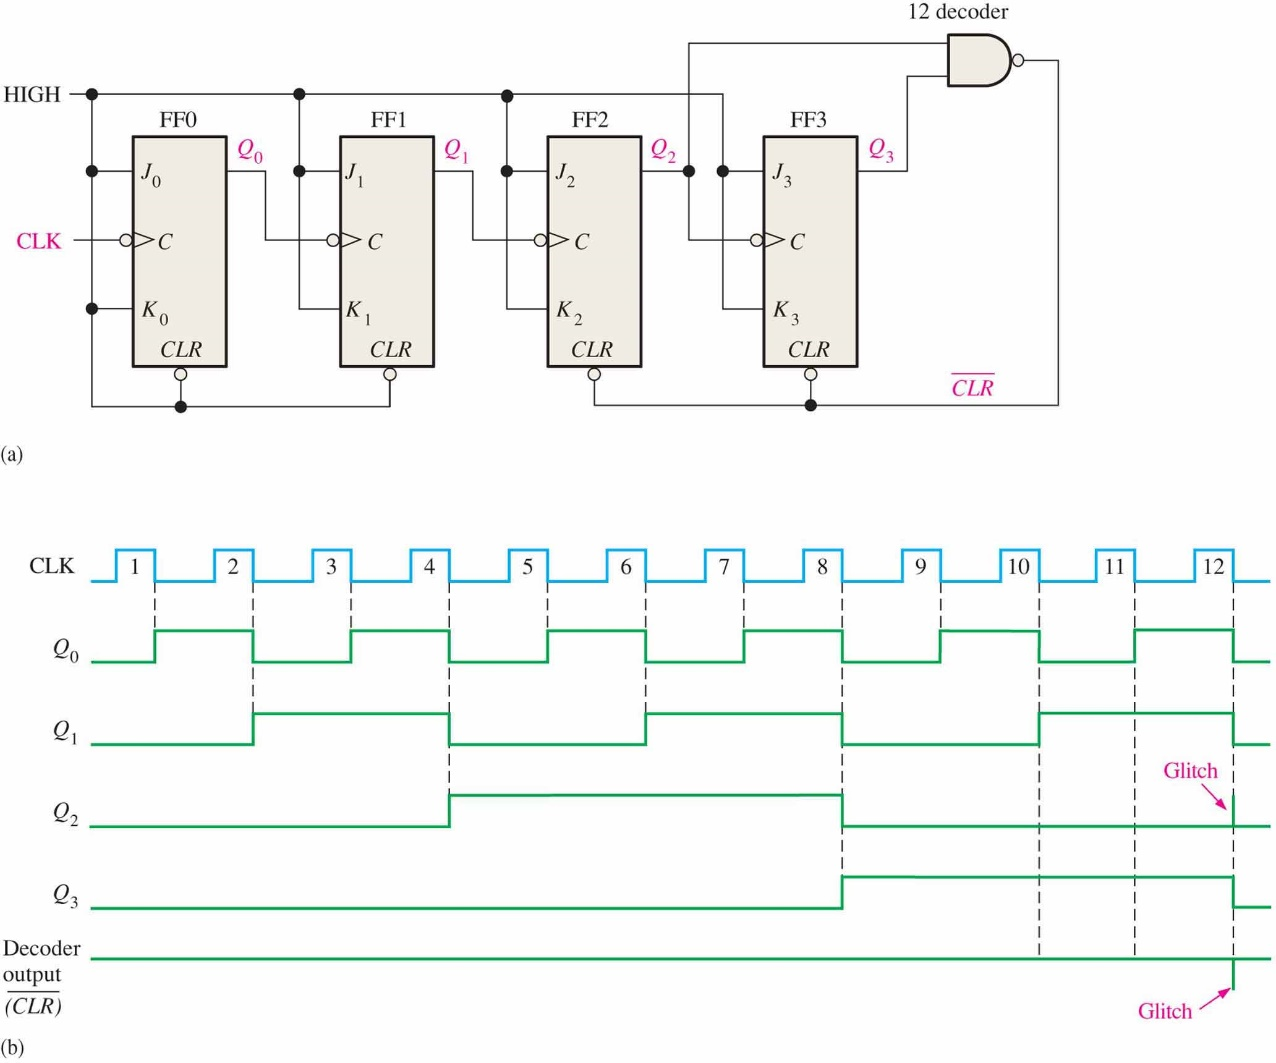 12 decoder
HIGH
FF0 FF1 FF2 FF3
Q0 Q1 Q2 Q3
J0 J1 J2 J3
CLK C C C C
K0 K1 K2 K3
CLR CLR CLR CLR
CLR
(a)
CLK 1 2 3 4 5 6 7 8 9 10 11 12
Q0
Q1
Glitch
Q2
Q3
Decoder
output
(CLR)
Glitch
(b)